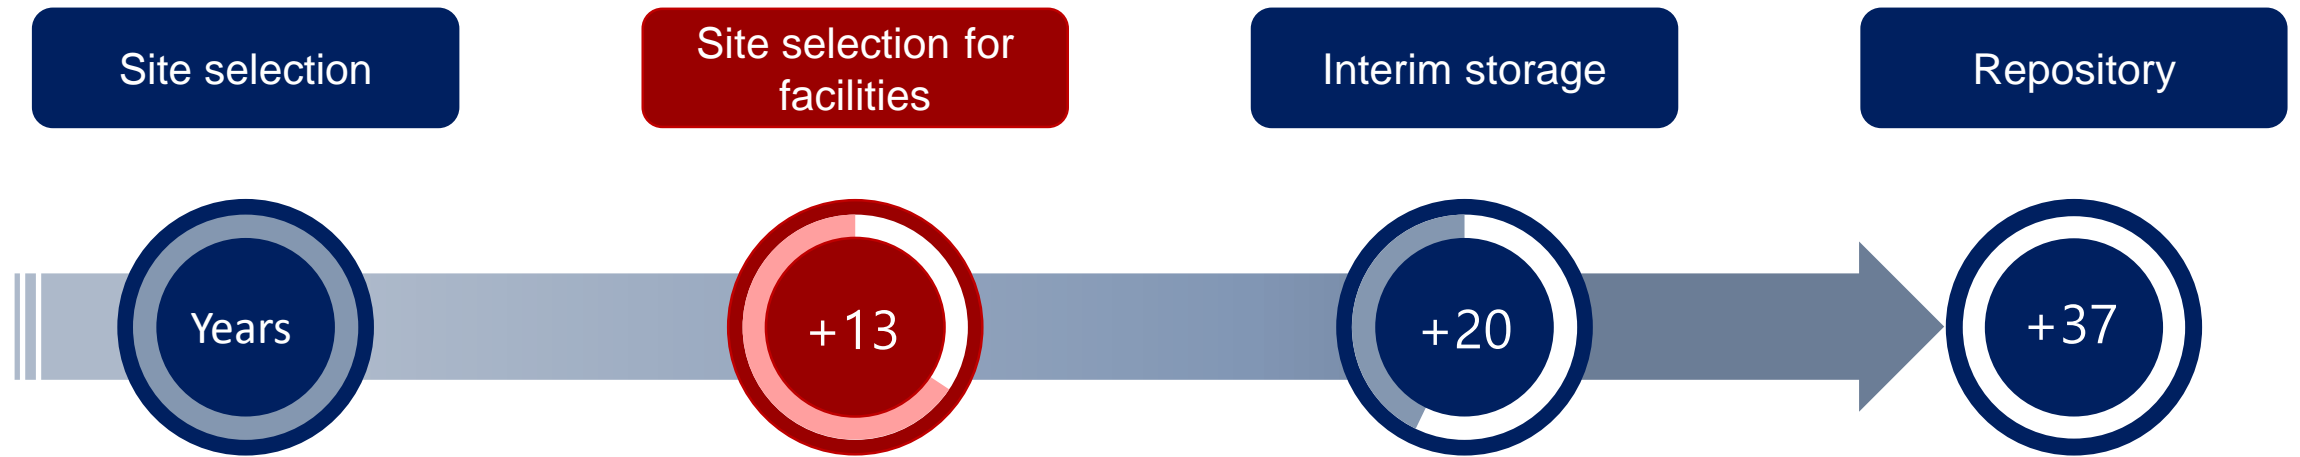 Site selection
Site selection for
facilities
Interim storage
Repository
Years
+13
+20
+37